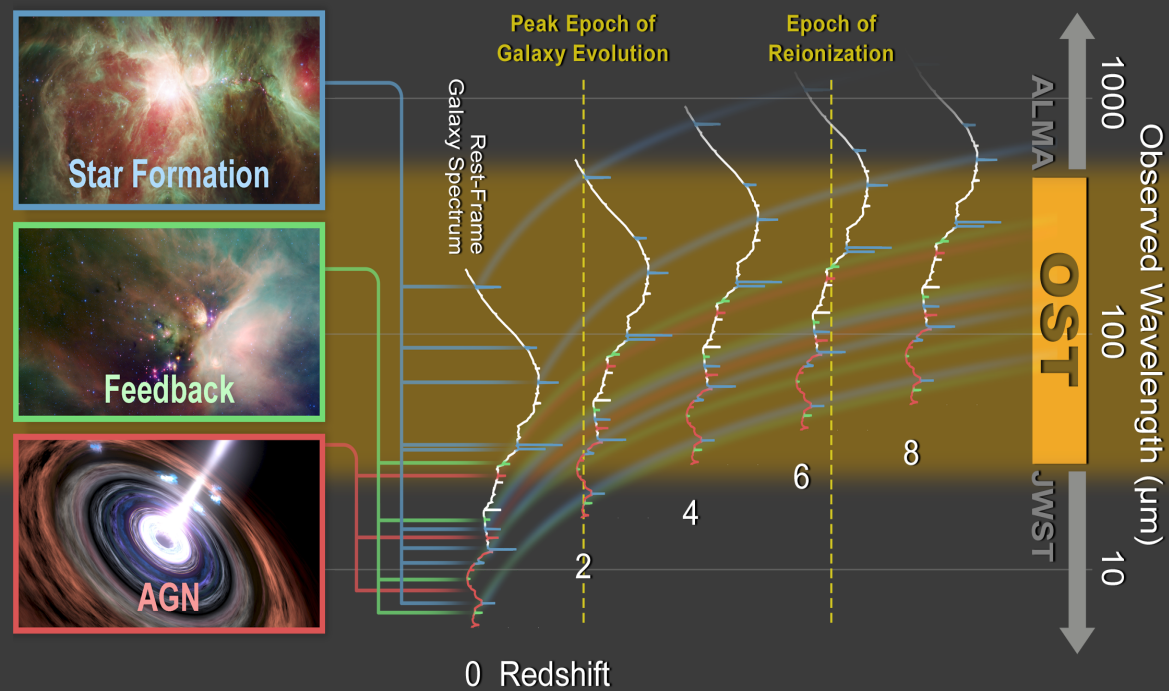 Peak Epoch of
Galaxy Evolution
Epoch of
Reionization
Star Formation
Feedback
AGN
Rest-Frame
Galaxy Spectrum
0 Redshift
2
4
6
8
ALMA
OST
JWST
1000
100
10
Observed Wavelength (μm)